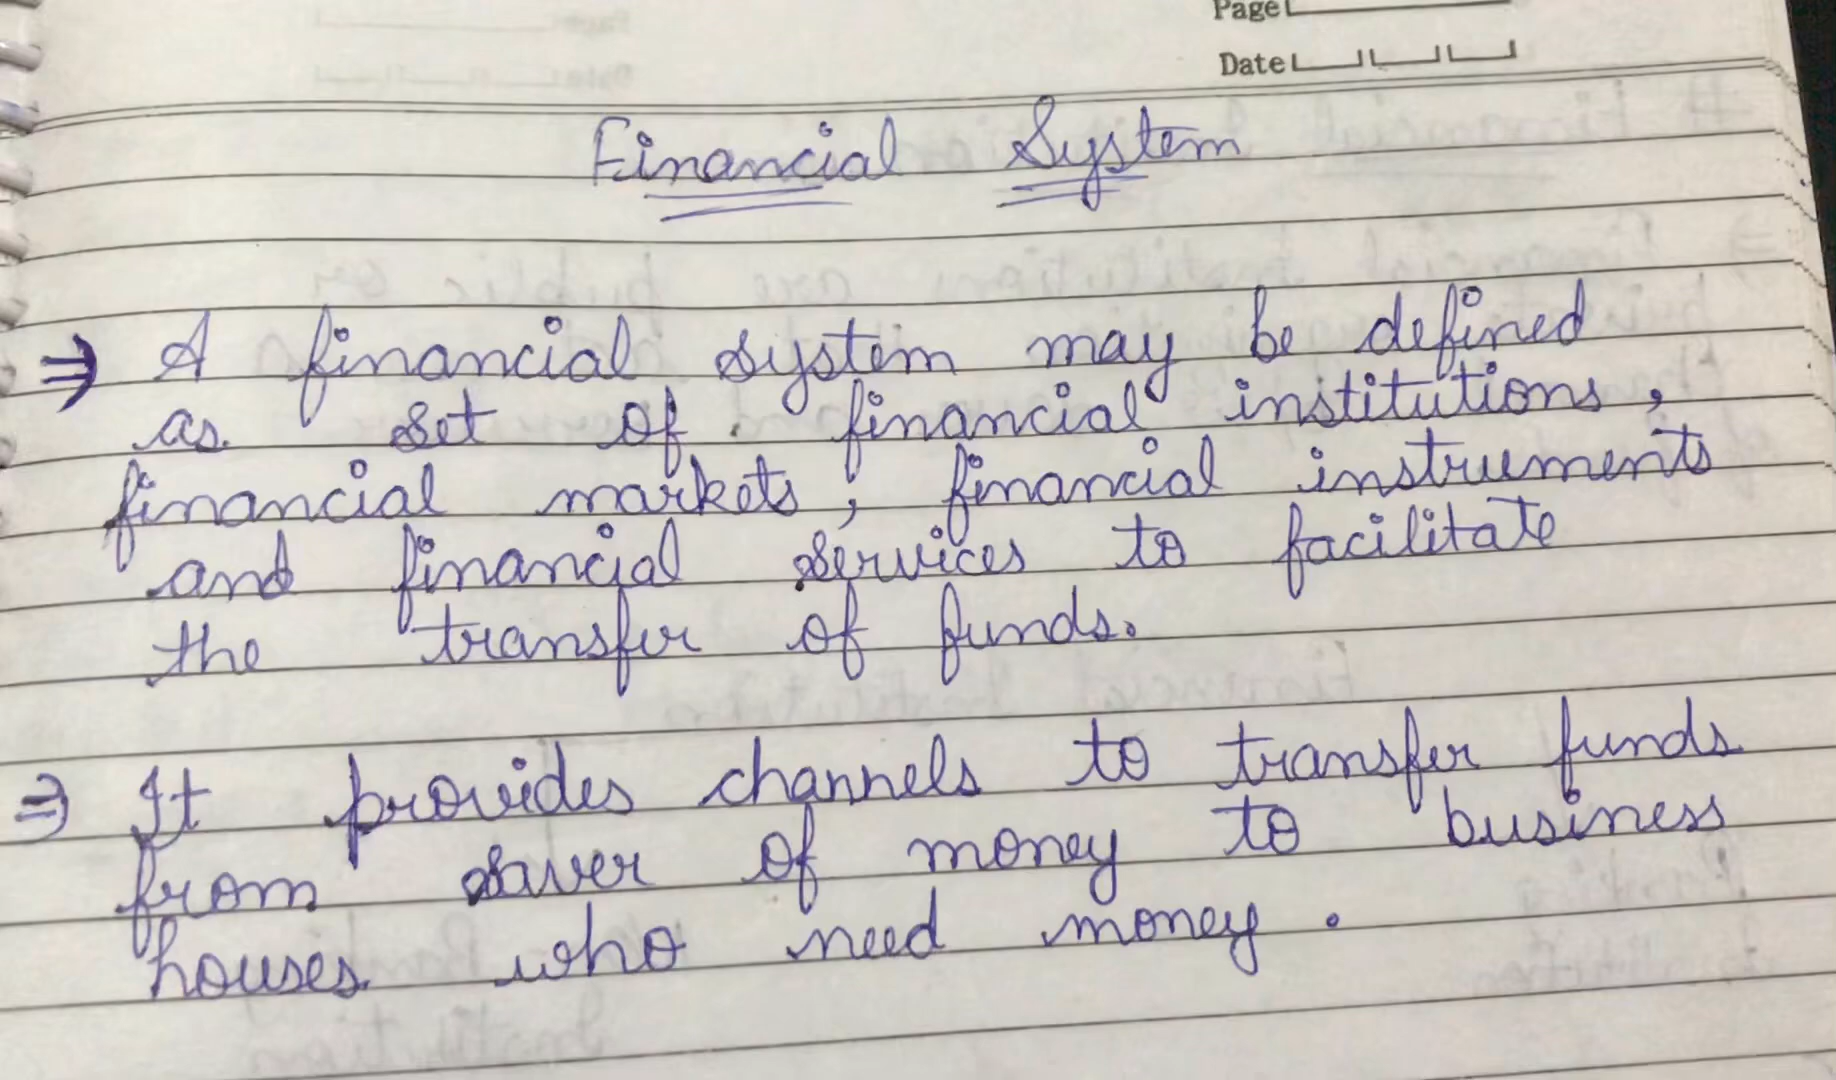 Page
Date
Financial System
⇒ A financial system may be defined
as set of financial institutions,
financial markets, financial instruments
and financial services to facilitate
the transfer of funds.
⇒ It provides channels to transfer funds
from saver of money to business
houses who need money.